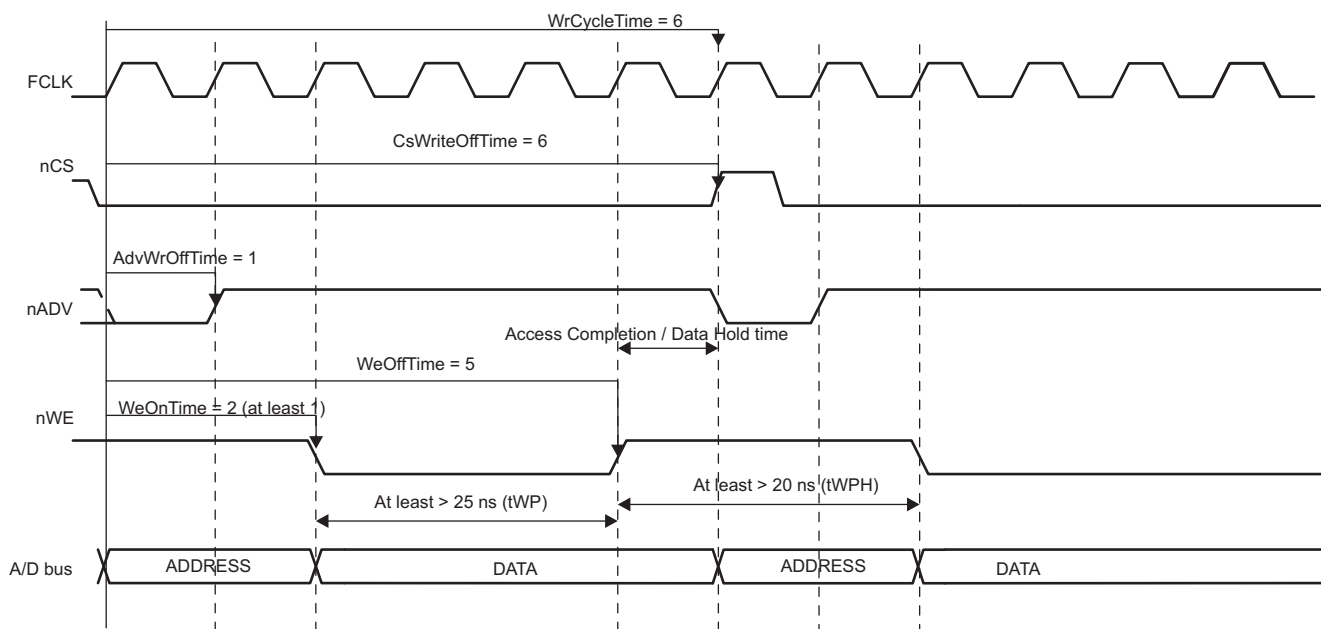 WrCycleTime = 6
FCLK
CsWriteOffTime = 6
nCS
AdvWrOffTime = 1
nADV
Access Completion / Data Hold time
WeOffTime = 5
WeOnTime = 2 (at least 1)
nWE
At least > 25 ns (tWP)
At least > 20 ns (tWPH)
A/D bus
ADDRESS
DATA
ADDRESS
DATA